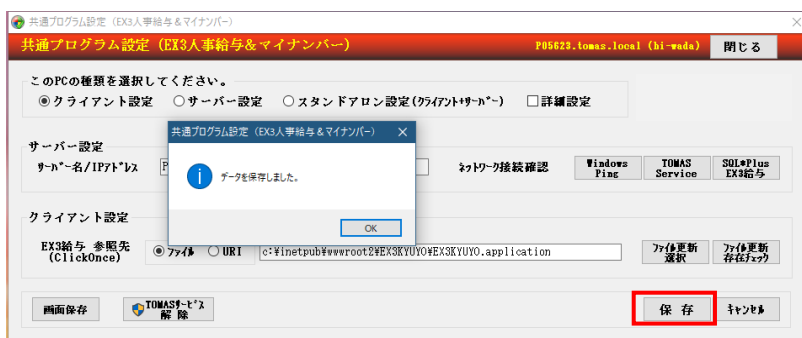 共通プログラム設定（EX3人事給与＆マイナンバー）
共通プログラム設定（EX3人事給与＆マイナンバー） P05623.tomas.local (hi-wada) 閉じる
このPCの種類を選択してください。
クライアント設定 サーバー設定 スタンドアロン設定(ｸﾗｲｱﾝﾄ+ｻｰﾊﾞｰ) 詳細設定
共通プログラム設定（EX3人事給与＆マイナンバー）
サーバー設定
ｻｰﾊﾞｰ名/IPｱﾄﾞﾚｽ P ﾈｯﾄﾜｰｸ接続確認 Windows Ping TOMAS Service SQL*Plus EX3給与
データを保存しました。
OK
クライアント設定
EX3給与 参照先 (ClickOnce) ﾌｧｲﾙ URI c:¥inetpub¥wwwroot2¥EX3KYUYO¥EX3KYUYO.application ﾌｧｲﾙ更新 選択 ﾌｧｲﾙ更新 存在ﾁｪｯｸ
画面保存 TOMASｻｰﾋﾞｽ 解 除 保 存 ｷｬﾝｾﾙ